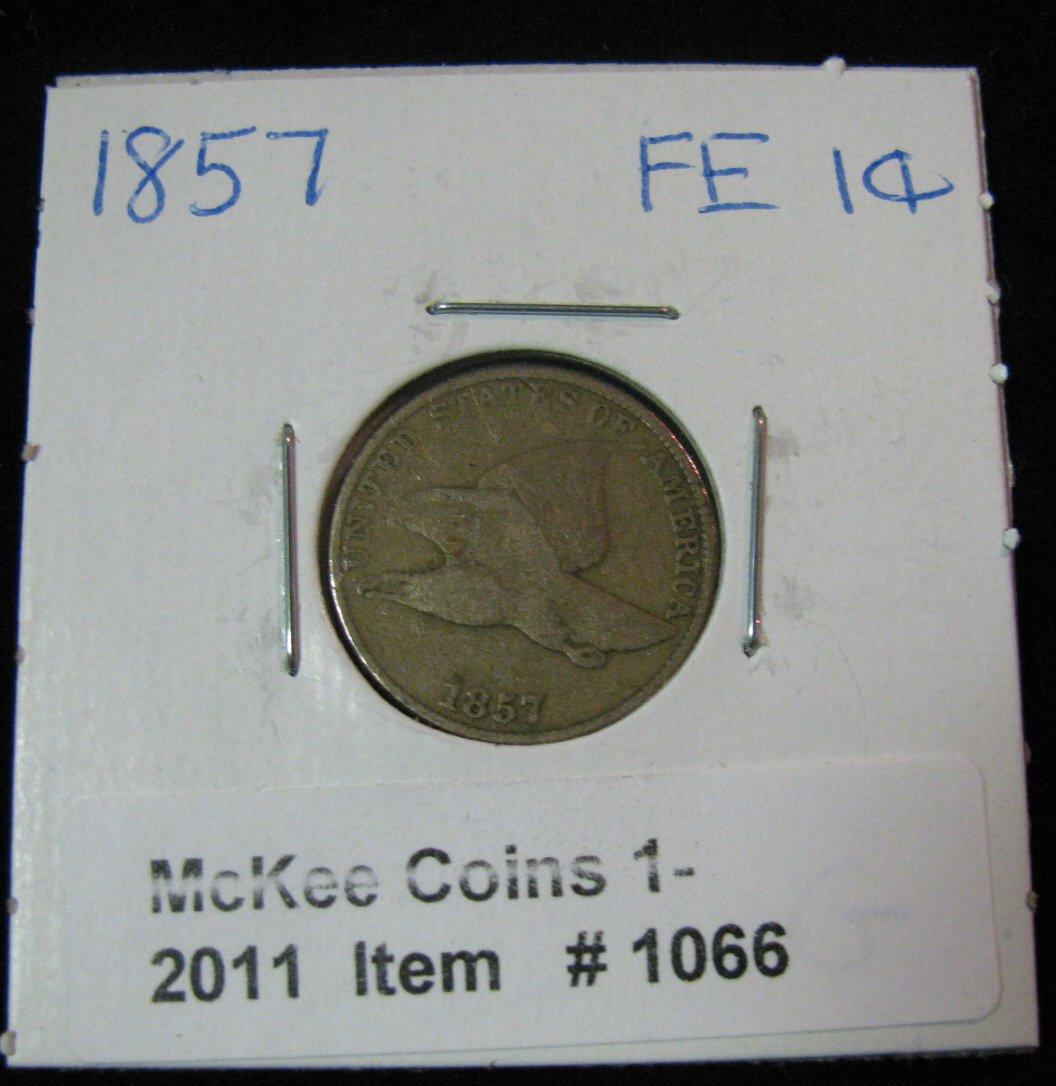 1857 FE 1¢
UNITED STATES OF AMERICA
1857
McKee Coins 1-
2011 Item # 1066